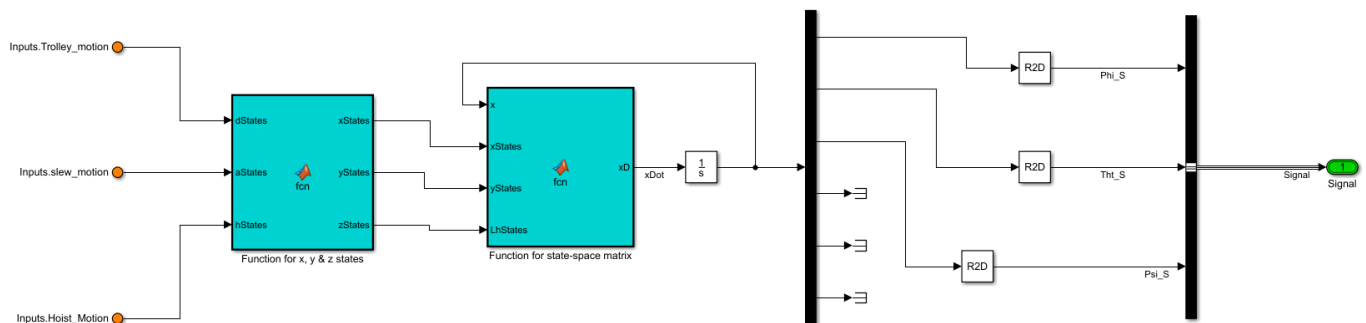 Inputs.Trolley_motion
Inputs.slew_motion
Inputs.Hoist_Motion
dStates
aStates
hStates
fcn
xStates
yStates
zStates
Function for x, y & z states
x
xStates
yStates
LhStates
fcn
xD
Function for state-space matrix
xDot
1
s
R2D
Phi_S
R2D
Tht_S
R2D
Psi_S
Signal
1
Signal